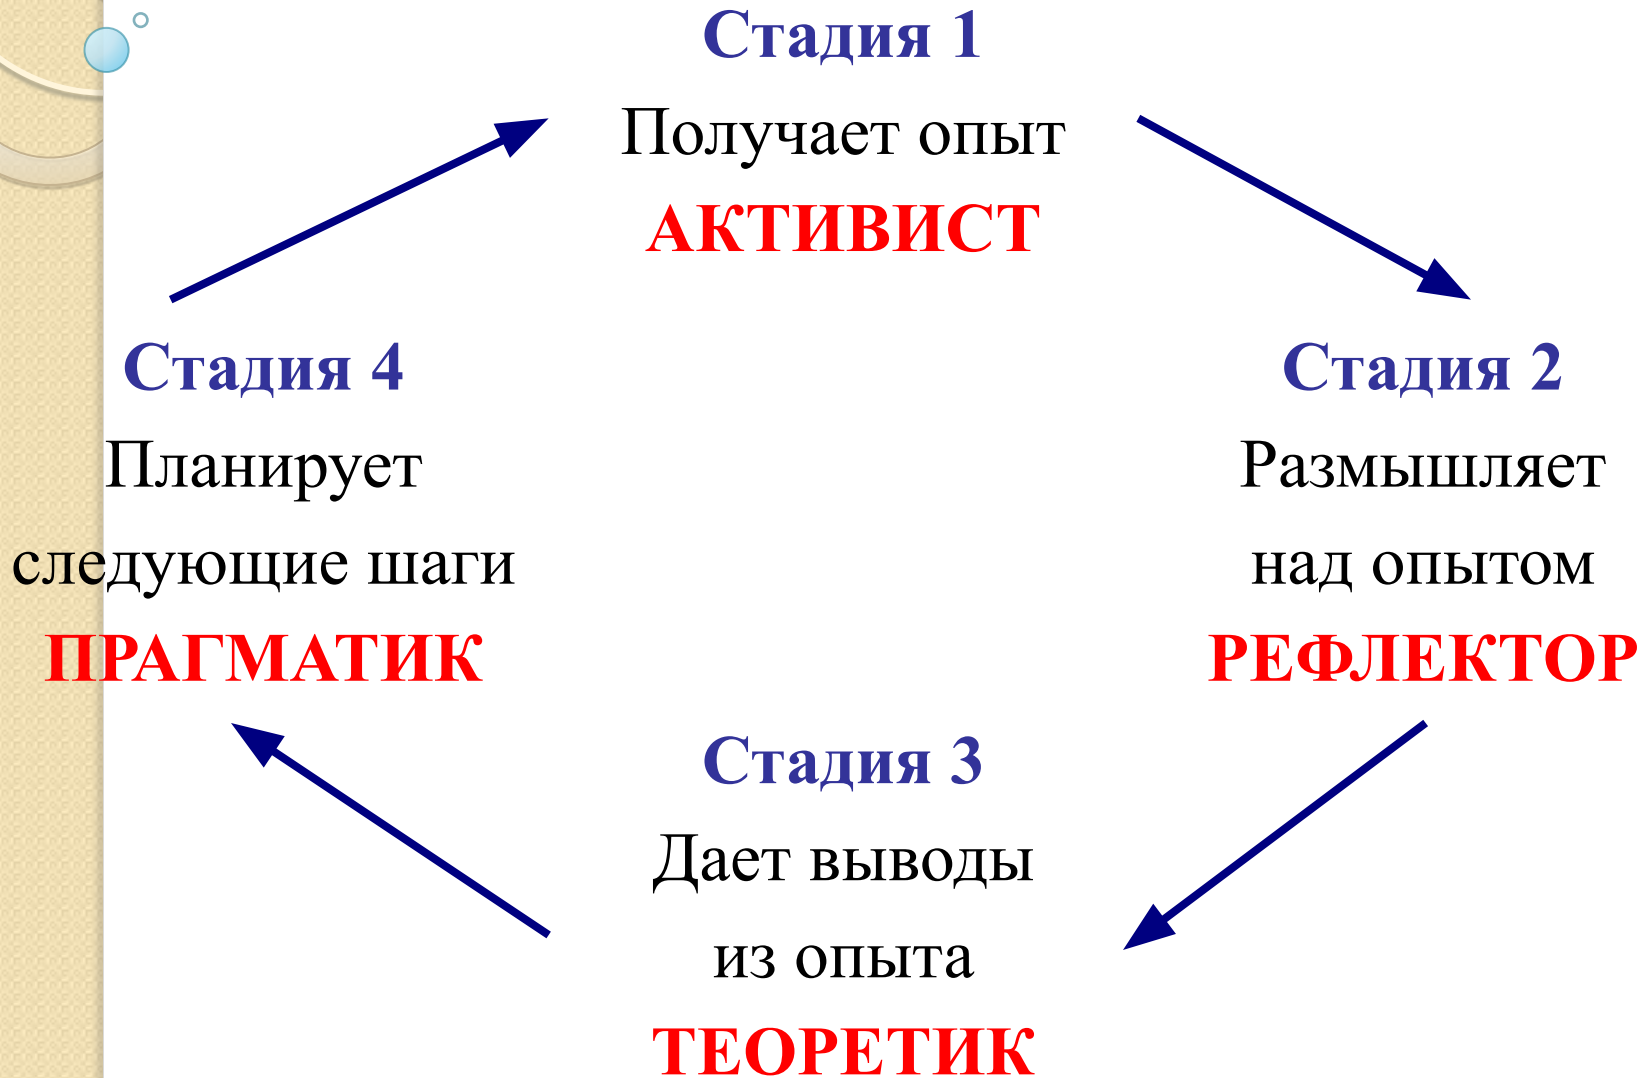 Стадия 1
Получает опыт
АКТИВИСТ
Стадия 2
Размышляет
над опытом
РЕФЛЕКТОР
Стадия 3
Дает выводы
из опыта
ТЕОРЕТИК
Стадия 4
Планирует
следующие шаги
ПРАГМАТИК